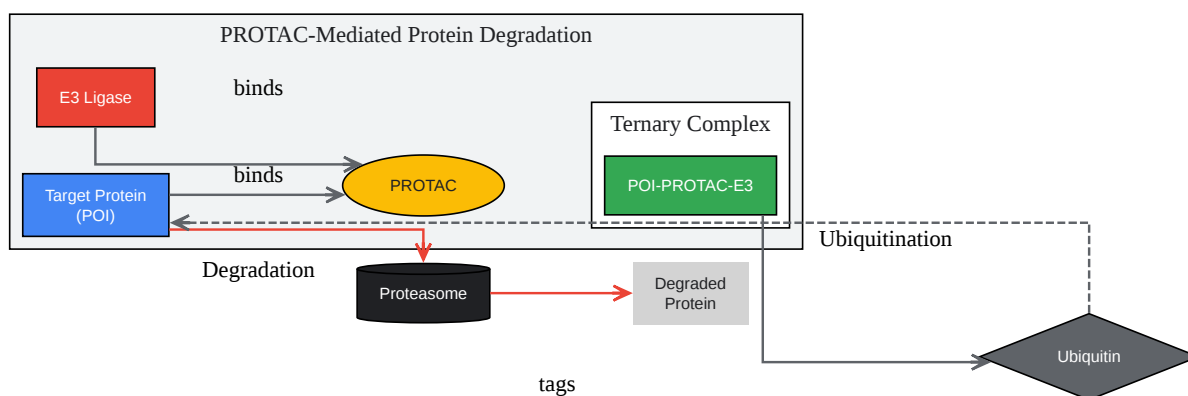 PROTAC-Mediated Protein Degradation
E3 Ligase
binds
Ternary Complex
binds
Target Protein
(POI)
PROTAC
POI-PROTAC-E3
Ubiquitination
Degradation
Proteasome
Degraded
Protein
Ubiquitin
tags